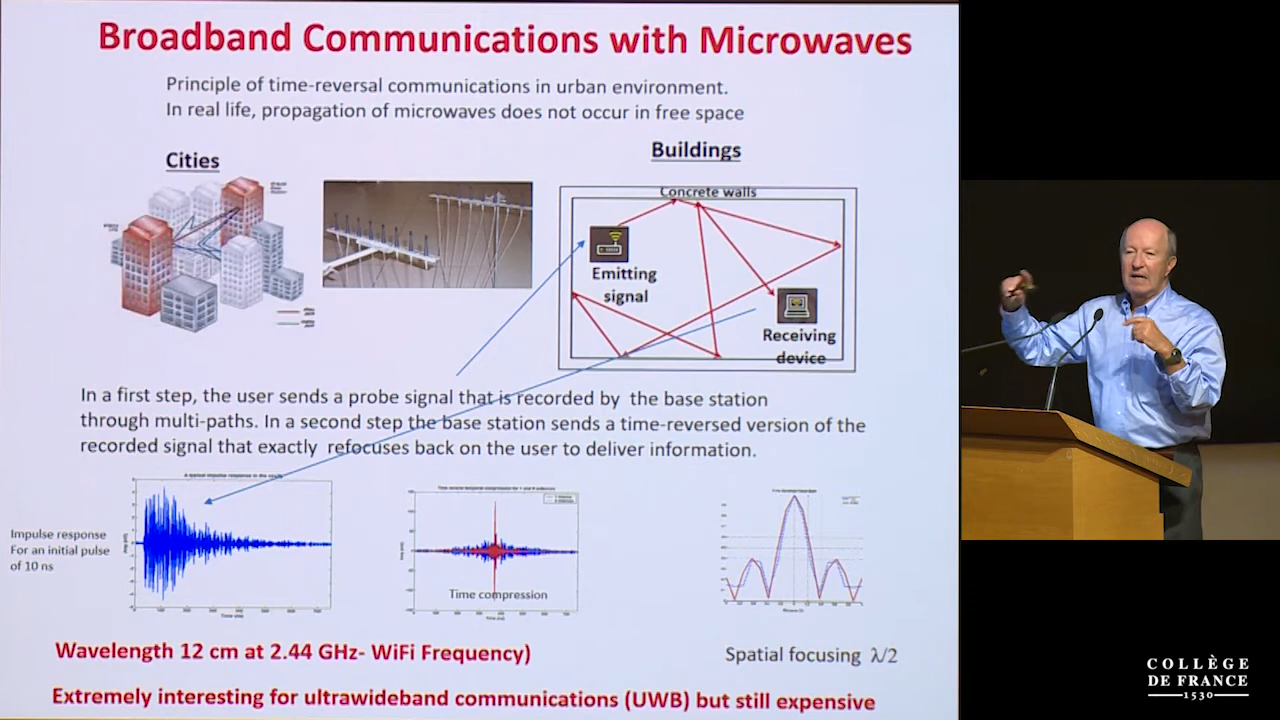 Broadband Communications with Microwaves
Principle of time-reversal communications in urban environment.
In real life, propagation of microwaves does not occur in free space
Cities
Buildings
Concrete walls
Emitting
signal
Receiving
device
In a first step, the user sends a probe signal that is recorded by the base station
through multi-paths. In a second step the base station sends a time-reversed version of the
recorded signal that exactly refocuses back on the user to deliver information.
Impulse response
For an initial pulse
of 10 ns
Time compression
Wavelength 12 cm at 2.44 GHz- WiFi Frequency)
Spatial focusing λ/2
Extremely interesting for ultrawideband communications (UWB) but still expensive
COLLÈGE
DE FRANCE
1530